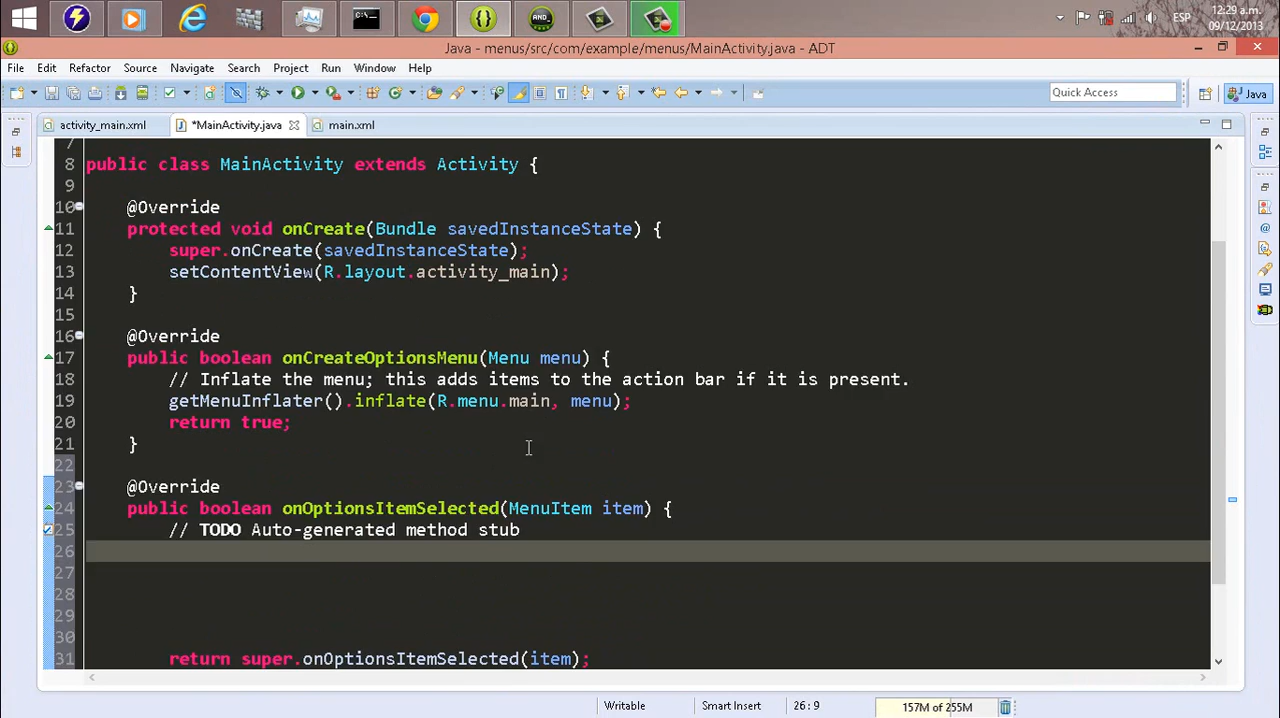 AND.
ESP
12:29 a.m.
09/12/2013
Java - menus/src/com/example/menus/MainActivity.java - ADT
File Edit Refactor Source Navigate Search Project Run Window Help
Quick Access
Java
activity_main.xml
*MainActivity.java
main.xml
7
8 public class MainActivity extends Activity {
9
10 @Override
11 protected void onCreate(Bundle savedInstanceState) {
12 super.onCreate(savedInstanceState);
13 setContentView(R.layout.activity_main);
14 }
15
16 @Override
17 public boolean onCreateOptionsMenu(Menu menu) {
18 // Inflate the menu; this adds items to the action bar if it is present.
19 getMenuInflater().inflate(R.menu.main, menu);
20 return true;
21 }
22
23 @Override
24 public boolean onOptionsItemSelected(MenuItem item) {
25 // TODO Auto-generated method stub
26
27
28
29
30
31 return super.onOptionsItemSelected(item);
Writable
Smart Insert
26:9
157M of 255M